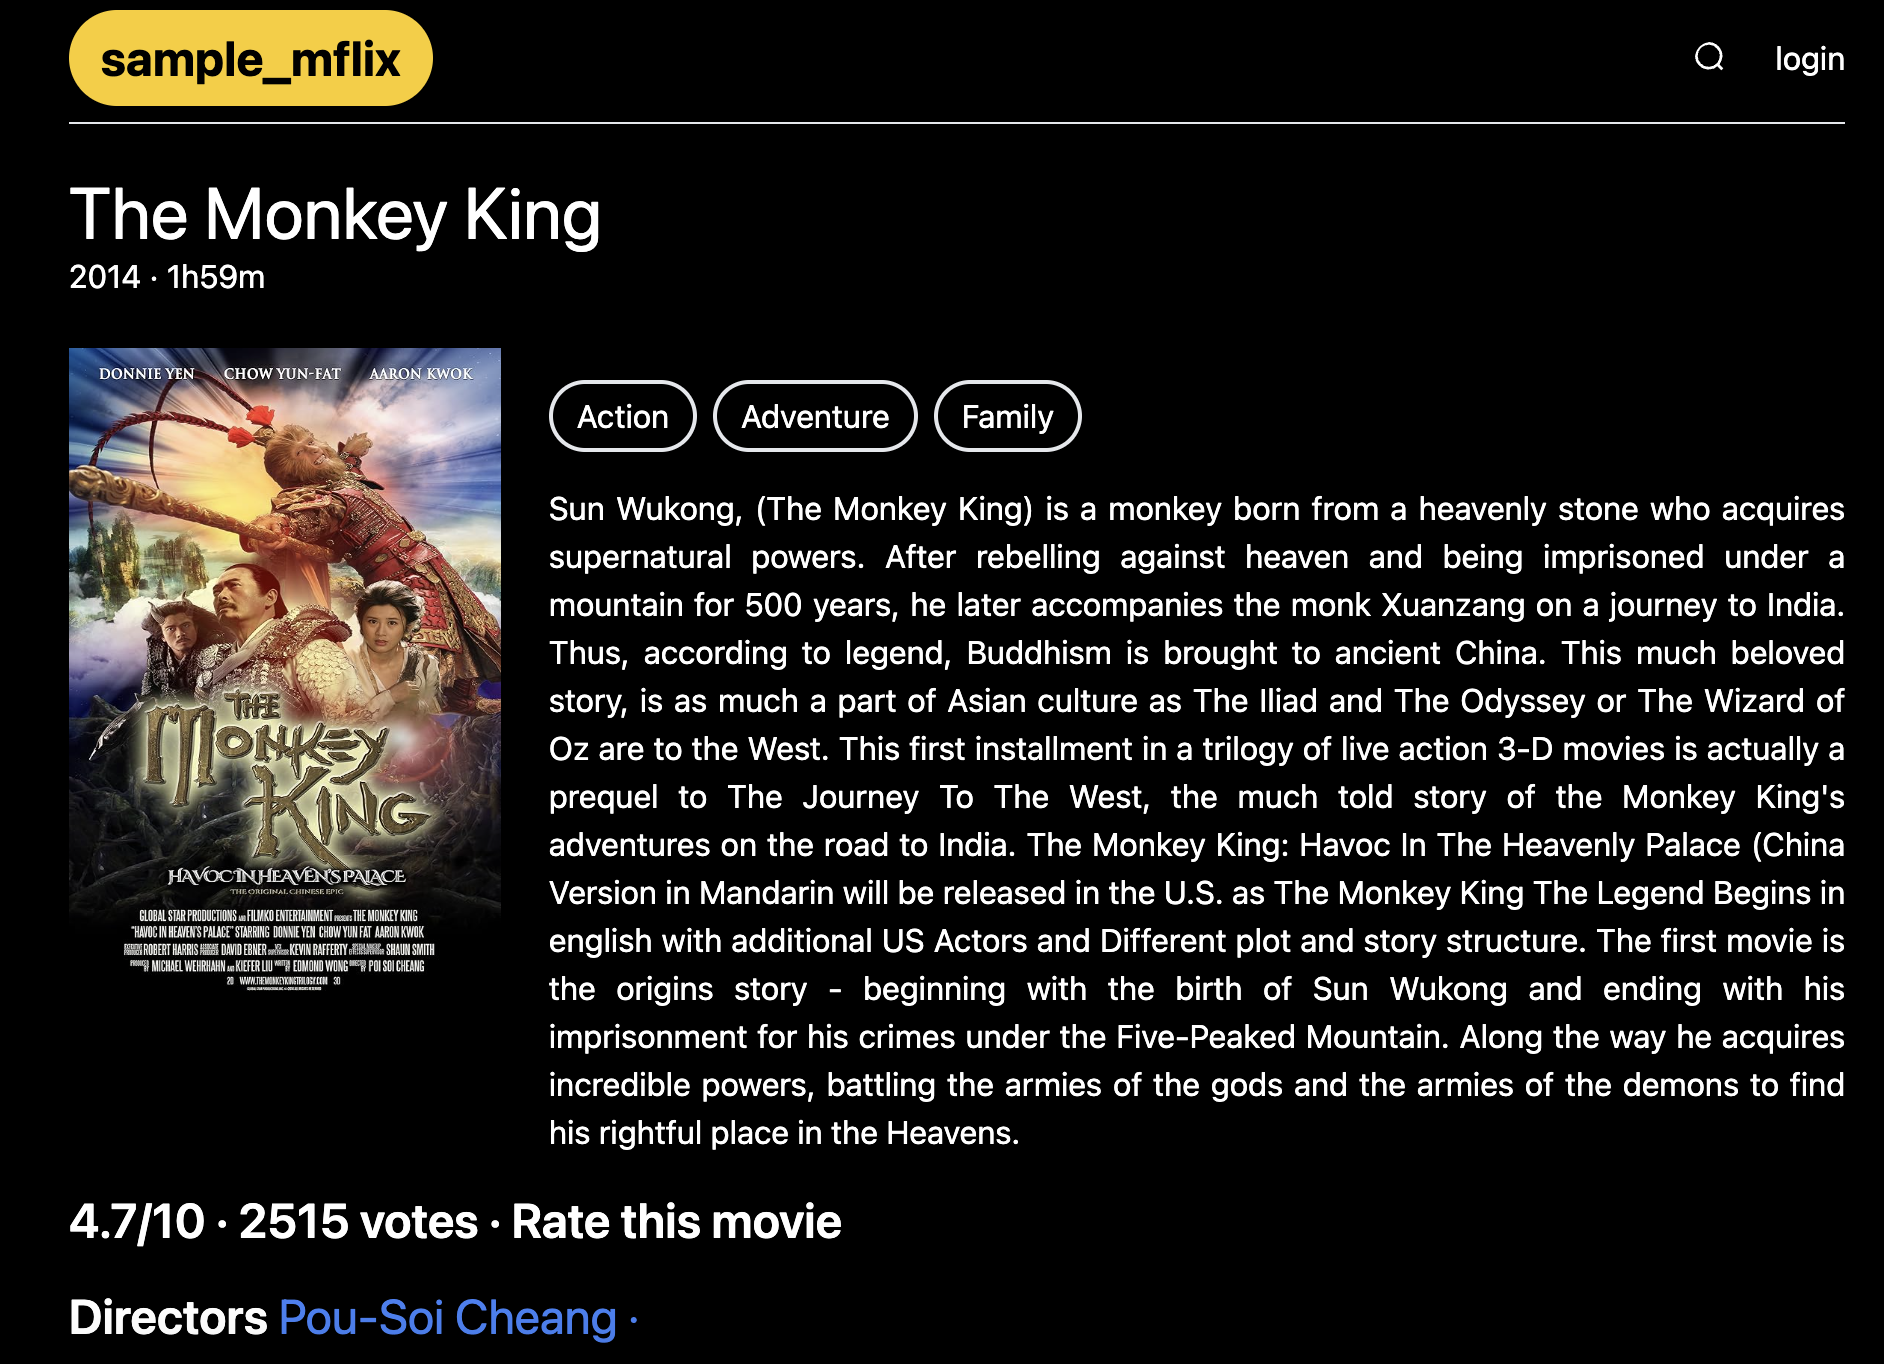 sample_mflix
login
The Monkey King
2014 · 1h59m
DONNIE YEN CHOW YUN-FAT AARON KWOK
THE
MONKEY
KING
HAVOC IN HEAVEN'S PALACE
THE ORIGINAL CHINESE EPIC
GLOBAL STAR PRODUCTIONS AND FILMKO ENTERTAINMENT PRESENTS THE MONKEY KING
"HAVOC IN HEAVEN'S PALACE" STARRING DONNIE YEN CHOW YUN FAT AARON KWOK
ROBERT HARRIS DAVID EBNER KEVIN RAFFERTY SHAUN SMITH
MICHAEL WEHRHAHN AND KIEFER LIU EDMOND WONG POI SOI CHEANG
2D WWW.THEMONKEYKINGTRILOGY.COM 3D
Action Adventure Family
Sun Wukong, (The Monkey King) is a monkey born from a heavenly stone who acquires
supernatural powers. After rebelling against heaven and being imprisoned under a
mountain for 500 years, he later accompanies the monk Xuanzang on a journey to India.
Thus, according to legend, Buddhism is brought to ancient China. This much beloved
story, is as much a part of Asian culture as The Iliad and The Odyssey or The Wizard of
Oz are to the West. This first installment in a trilogy of live action 3-D movies is actually a
prequel to The Journey To The West, the much told story of the Monkey King's
adventures on the road to India. The Monkey King: Havoc In The Heavenly Palace (China
Version in Mandarin will be released in the U.S. as The Monkey King The Legend Begins in
english with additional US Actors and Different plot and story structure. The first movie is
the origins story - beginning with the birth of Sun Wukong and ending with his
imprisonment for his crimes under the Five-Peaked Mountain. Along the way he acquires
incredible powers, battling the armies of the gods and the armies of the demons to find
his rightful place in the Heavens.
4.7/10 · 2515 votes · Rate this movie
Directors Pou-Soi Cheang ·